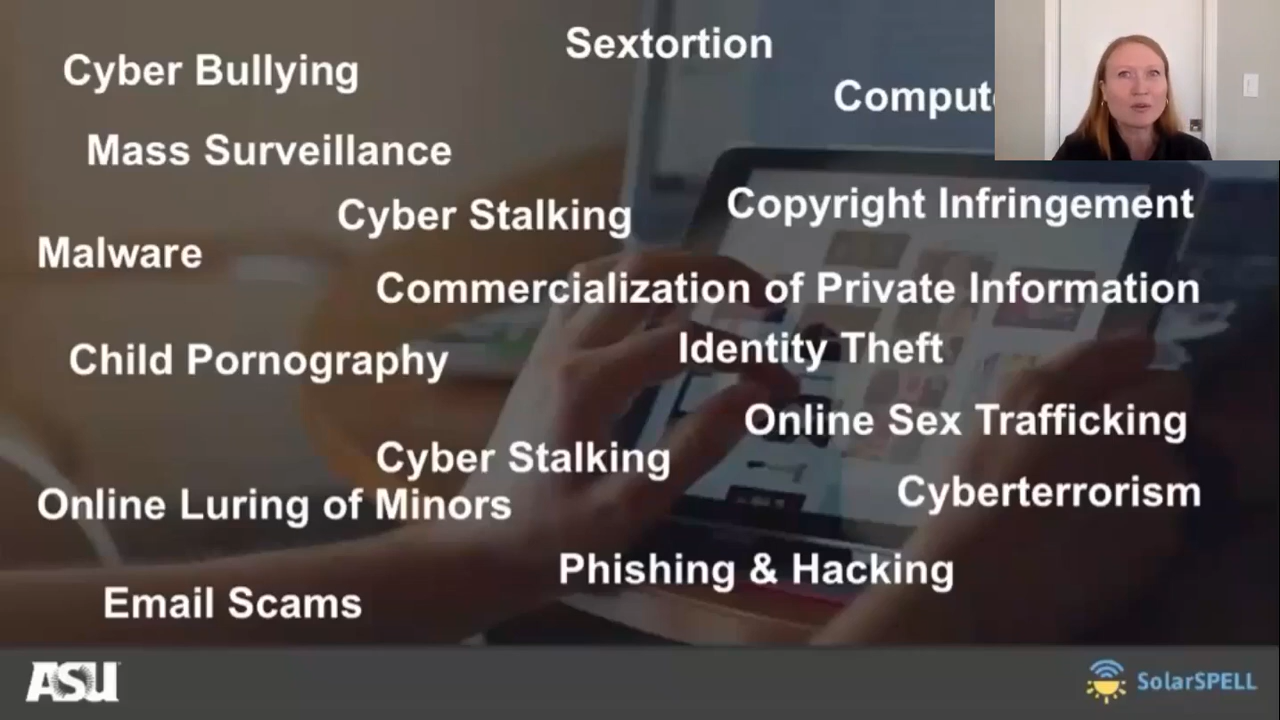 Sextortion
Cyber Bullying
Mass Surveillance
Copyright Infringement
Cyber Stalking
Malware
Commercialization of Private Information
Identity Theft
Child Pornography
Online Sex Trafficking
Cyber Stalking
Cyberterrorism
Online Luring of Minors
Phishing & Hacking
Email Scams
ASU
SolarSPELL